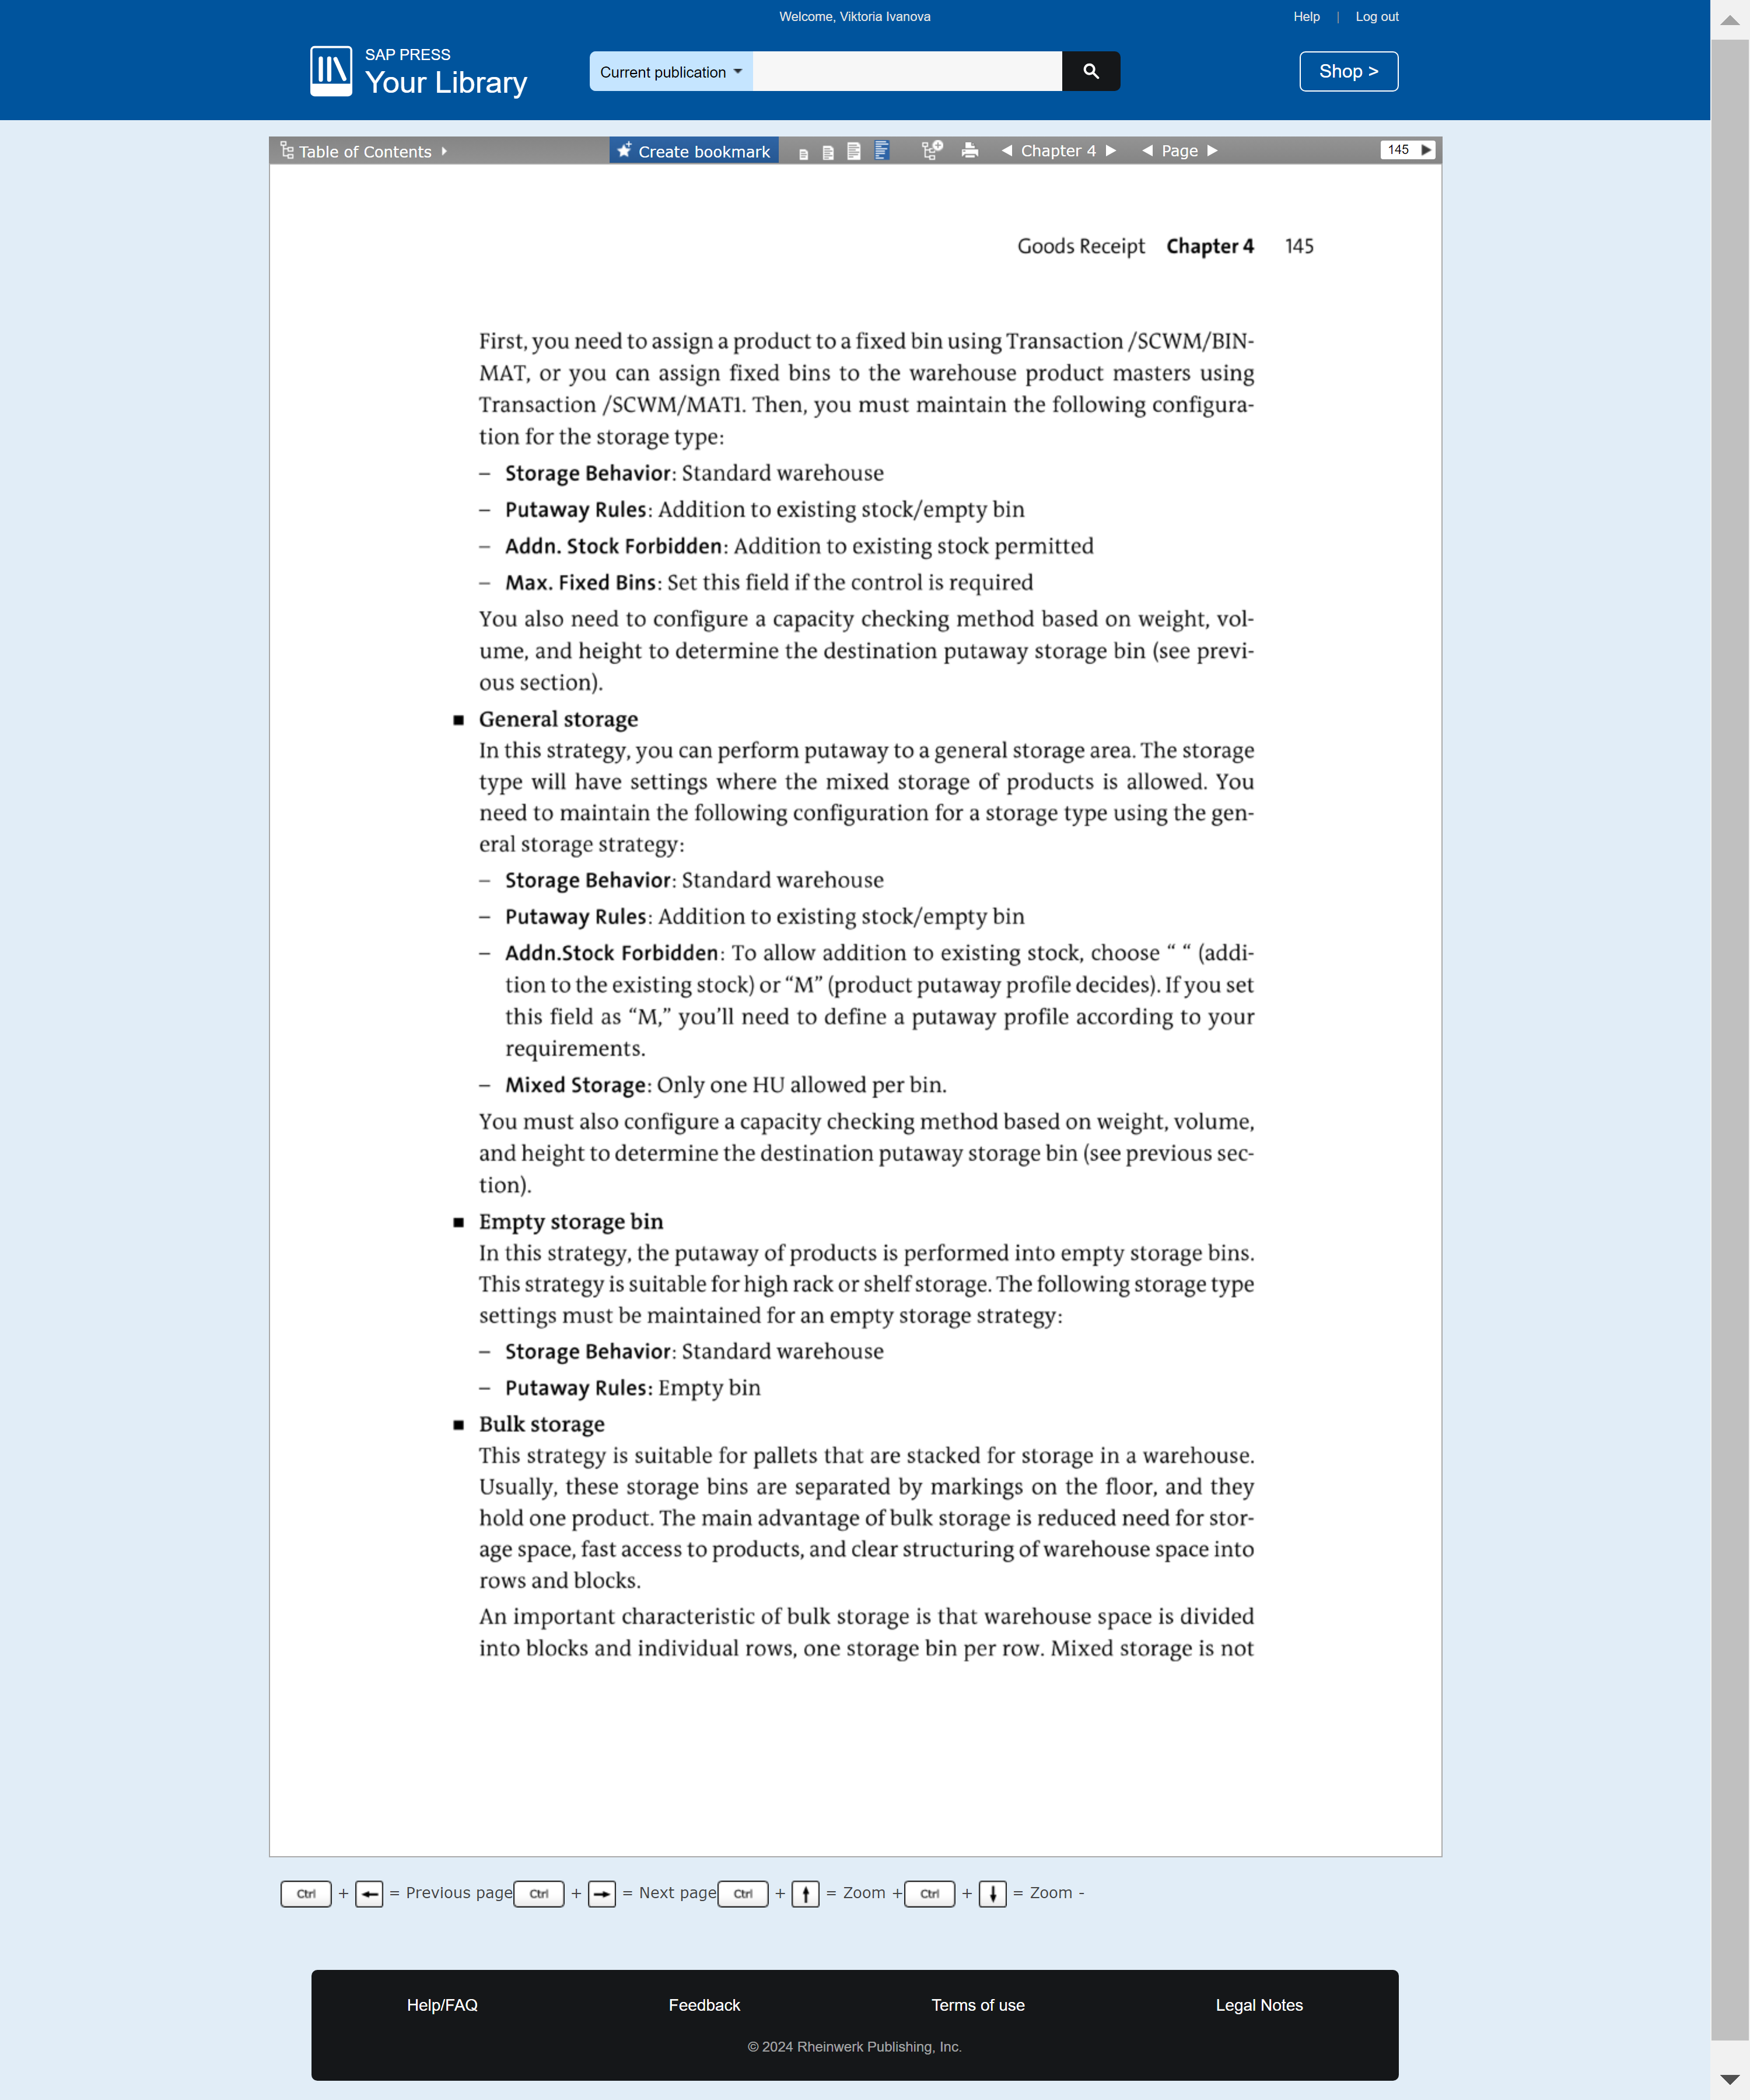 Welcome, Viktoria Ivanova
Help | Log out
SAP PRESS
Your Library
Current publication
Shop >
Table of Contents
Create bookmark
Chapter 4
Page
145
Goods Receipt Chapter 4 145
First, you need to assign a product to a fixed bin using Transaction /SCWM/BIN-
MAT, or you can assign fixed bins to the warehouse product masters using
Transaction /SCWM/MAT1. Then, you must maintain the following configura-
tion for the storage type:
– Storage Behavior: Standard warehouse
– Putaway Rules: Addition to existing stock/empty bin
– Addn. Stock Forbidden: Addition to existing stock permitted
– Max. Fixed Bins: Set this field if the control is required
You also need to configure a capacity checking method based on weight, vol-
ume, and height to determine the destination putaway storage bin (see previ-
ous section).
■ General storage
In this strategy, you can perform putaway to a general storage area. The storage
type will have settings where the mixed storage of products is allowed. You
need to maintain the following configuration for a storage type using the gen-
eral storage strategy:
– Storage Behavior: Standard warehouse
– Putaway Rules: Addition to existing stock/empty bin
– Addn.Stock Forbidden: To allow addition to existing stock, choose “ “ (addi-
tion to the existing stock) or “M” (product putaway profile decides). If you set
this field as “M,” you’ll need to define a putaway profile according to your
requirements.
– Mixed Storage: Only one HU allowed per bin.
You must also configure a capacity checking method based on weight, volume,
and height to determine the destination putaway storage bin (see previous sec-
tion).
■ Empty storage bin
In this strategy, the putaway of products is performed into empty storage bins.
This strategy is suitable for high rack or shelf storage. The following storage type
settings must be maintained for an empty storage strategy:
– Storage Behavior: Standard warehouse
– Putaway Rules: Empty bin
■ Bulk storage
This strategy is suitable for pallets that are stacked for storage in a warehouse.
Usually, these storage bins are separated by markings on the floor, and they
hold one product. The main advantage of bulk storage is reduced need for stor-
age space, fast access to products, and clear structuring of warehouse space into
rows and blocks.
An important characteristic of bulk storage is that warehouse space is divided
into blocks and individual rows, one storage bin per row. Mixed storage is not
Ctrl + ← = Previous page Ctrl + → = Next page Ctrl + ↑ = Zoom + Ctrl + ↓ = Zoom -
Help/FAQ Feedback Terms of use Legal Notes
© 2024 Rheinwerk Publishing, Inc.